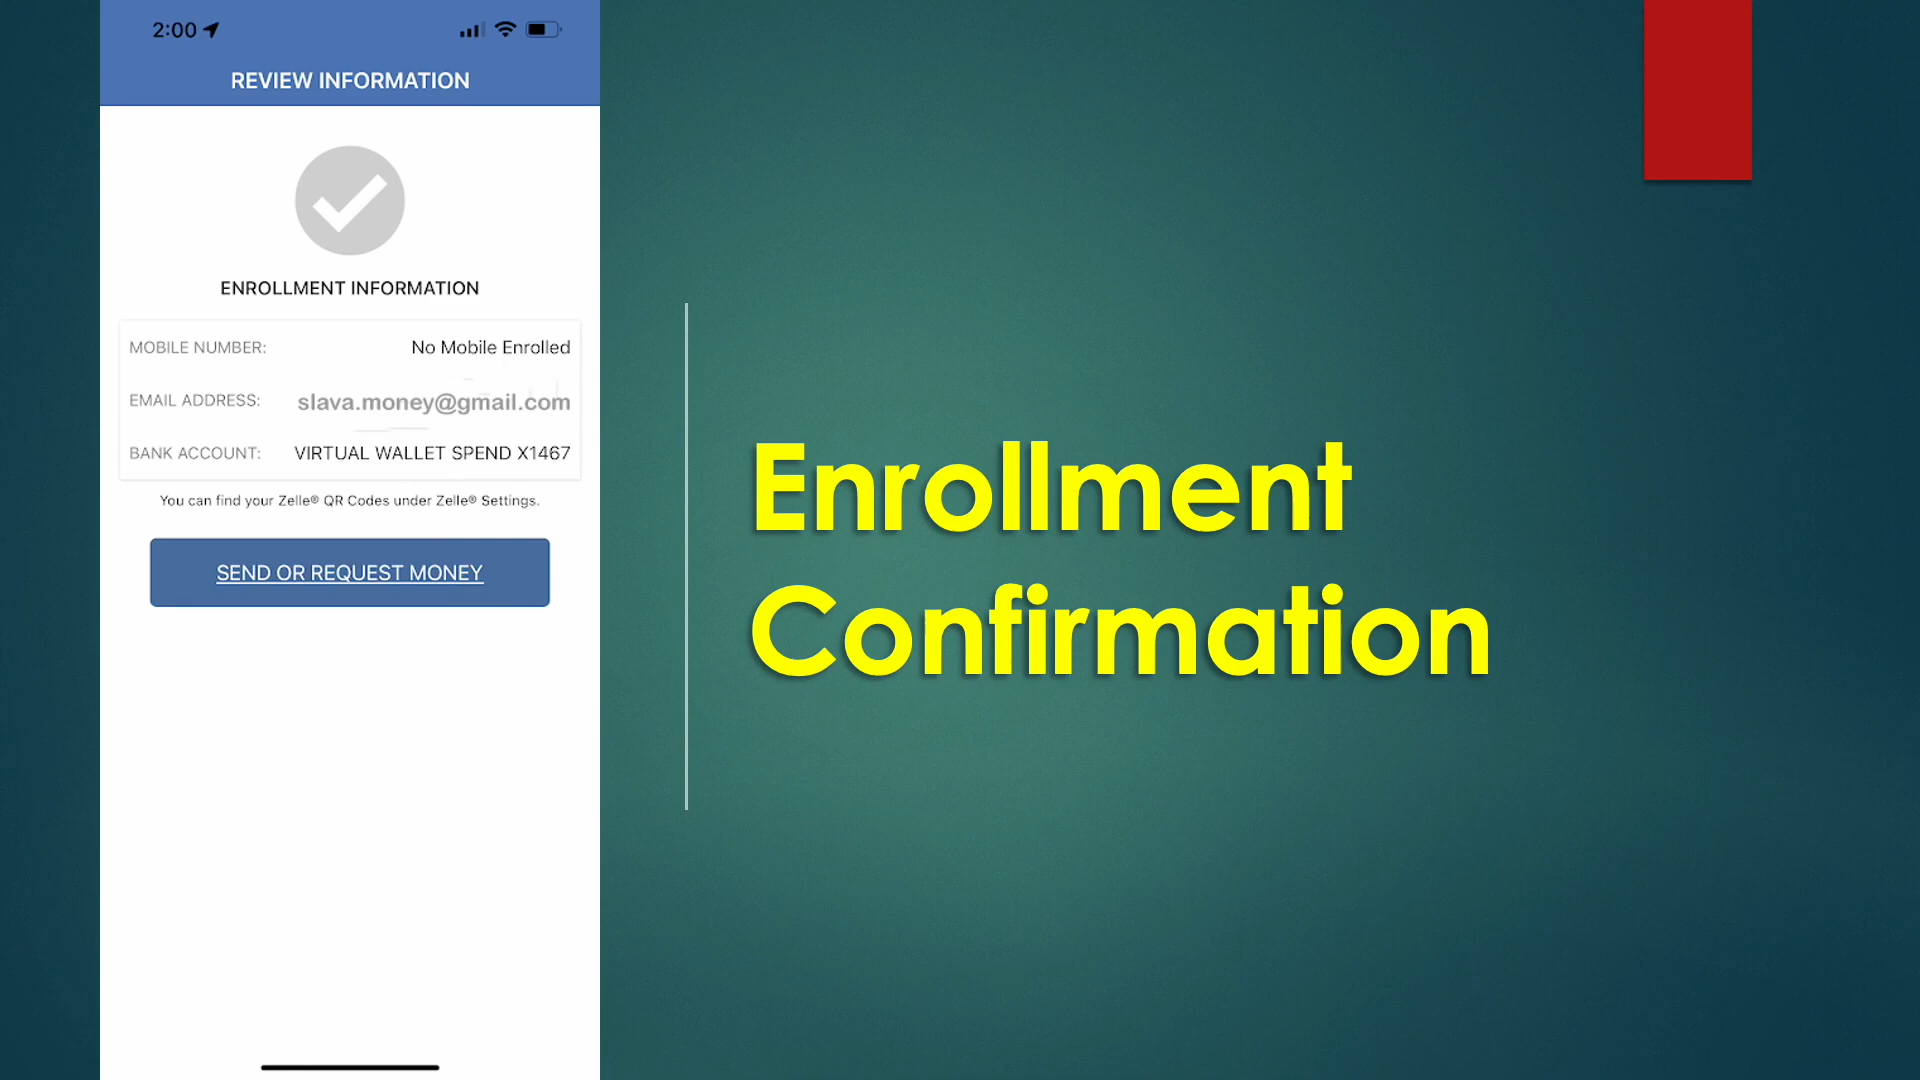 2:00
REVIEW INFORMATION
ENROLLMENT INFORMATION
MOBILE NUMBER: No Mobile Enrolled
EMAIL ADDRESS: slava.money@gmail.com
BANK ACCOUNT: VIRTUAL WALLET SPEND X1467
You can find your Zelle® QR Codes under Zelle® Settings.
SEND OR REQUEST MONEY
Enrollment
Confirmation